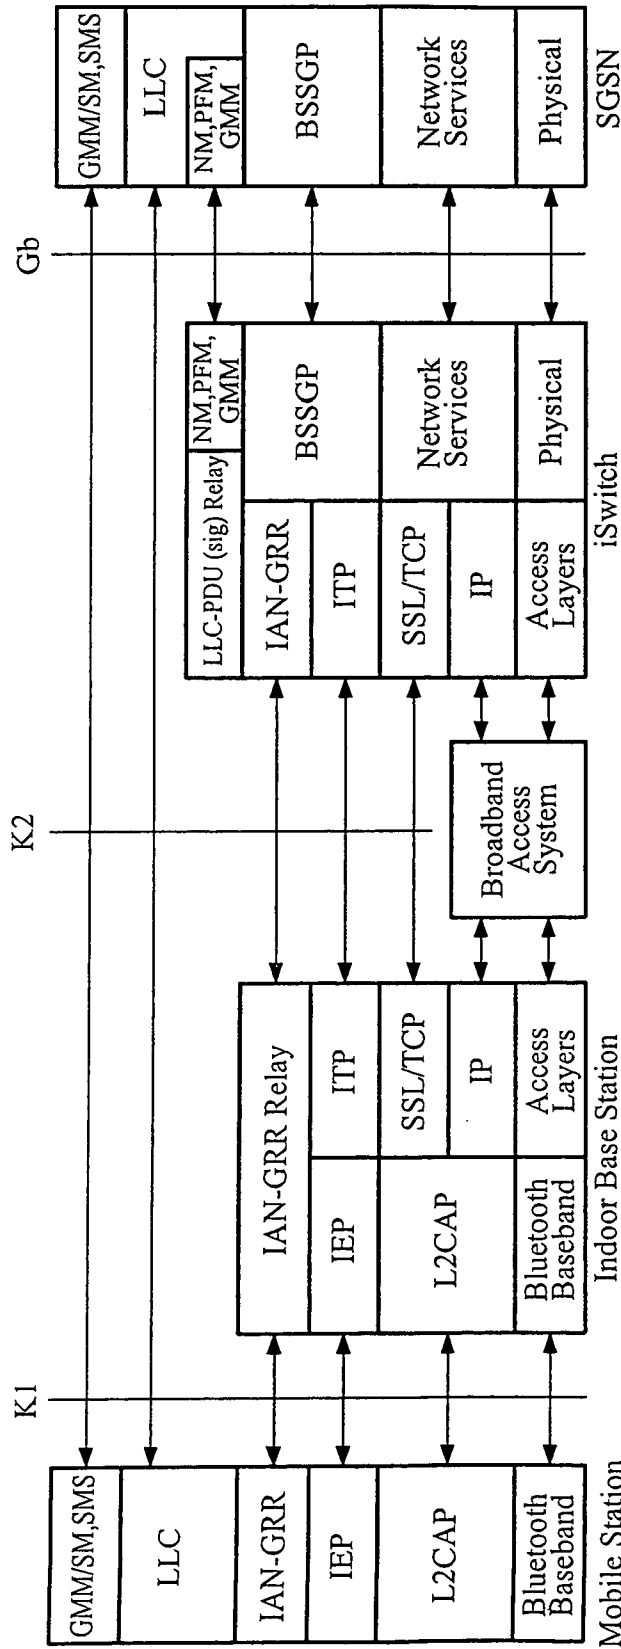 K1
K2
Gb
GMM/SM,SMS
LLC
IAN-GRR
IEP
L2CAP
Bluetooth
Baseband
Mobile Station
IAN-GRR Relay
IEP
ITP
L2CAP
SSL/TCP
IP
Bluetooth
Baseband
Access
Layers
Indoor Base Station
Broadband
Access
System
LLC-PDU (sig) Relay
NM,PFM,
GMM
IAN-GRR
ITP
BSSGP
SSL/TCP
IP
Network
Services
Access
Layers
Physical
iSwitch
GMM/SM,SMS
LLC
NM,PFM,
GMM
BSSGP
Network
Services
Physical
SGSN